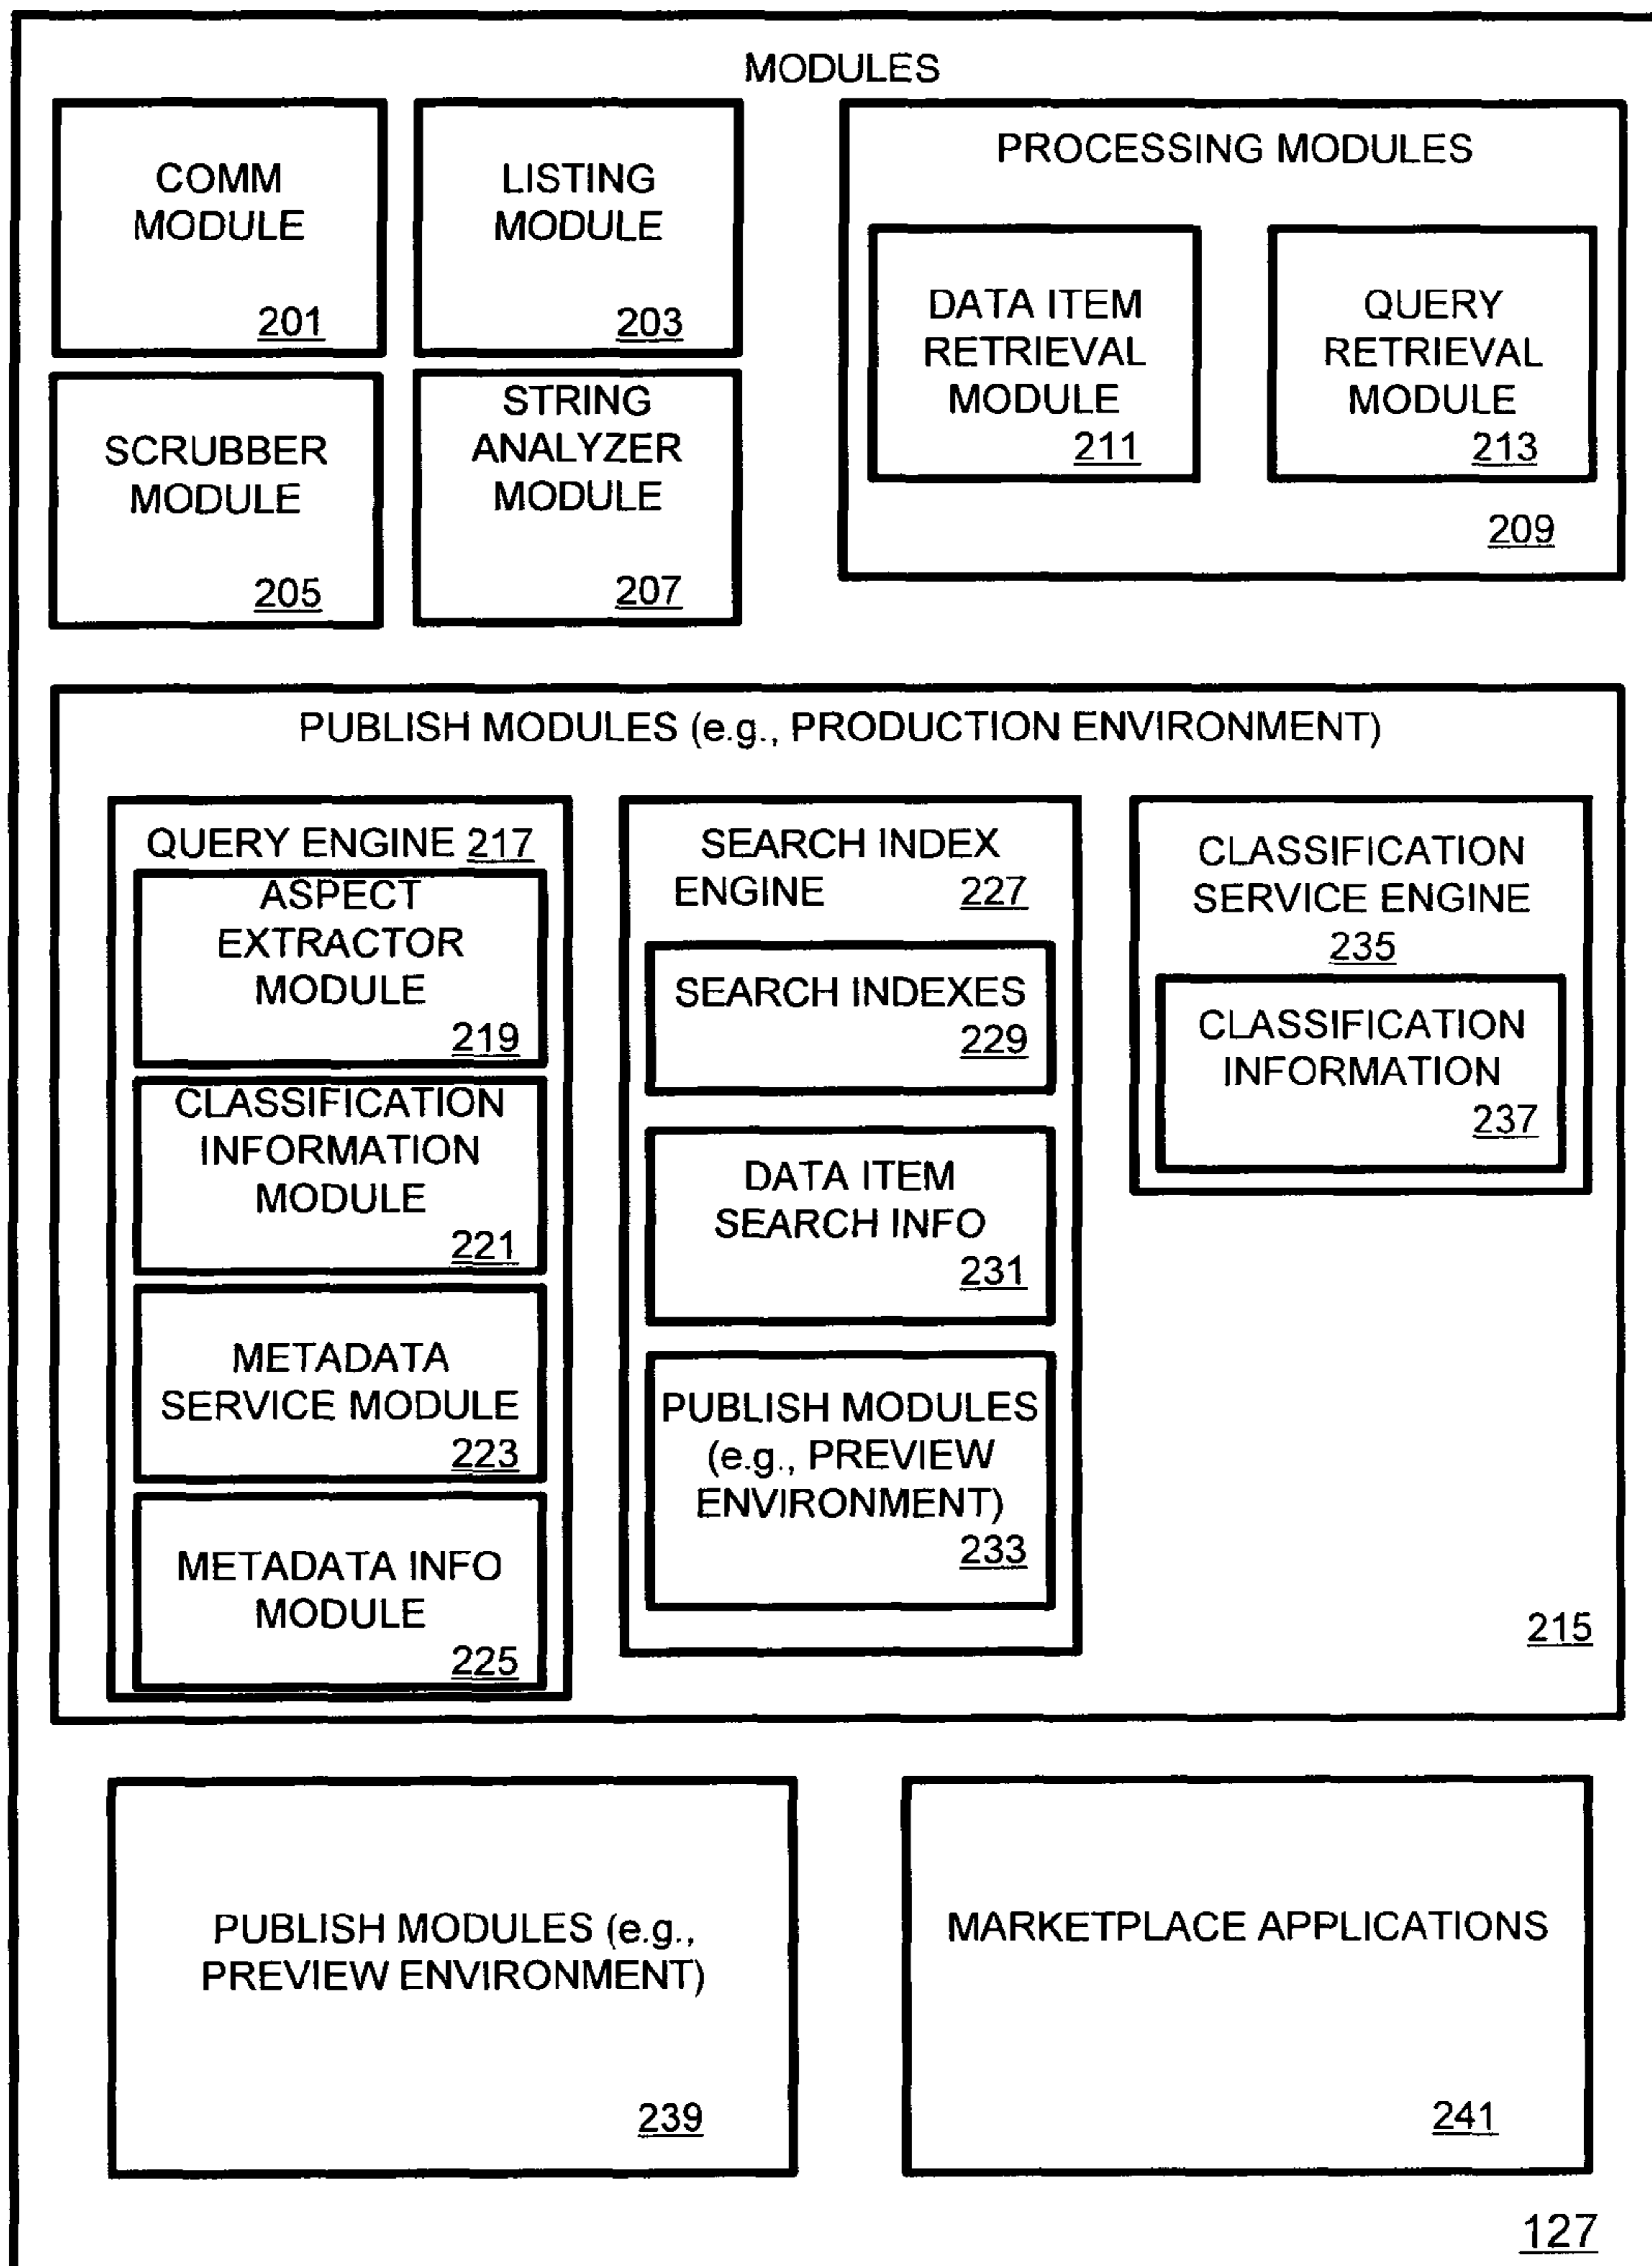 MODULES
COMM
MODULE
201
LISTING
MODULE
203
SCRUBBER
MODULE
205
STRING
ANALYZER
MODULE
207
PROCESSING MODULES
DATA ITEM
RETRIEVAL
MODULE
211
QUERY
RETRIEVAL
MODULE
213
209
PUBLISH MODULES (e.g., PRODUCTION ENVIRONMENT)
QUERY ENGINE 217
ASPECT
EXTRACTOR
MODULE
219
CLASSIFICATION
INFORMATION
MODULE
221
METADATA
SERVICE MODULE
223
METADATA INFO
MODULE
225
SEARCH INDEX
ENGINE 227
SEARCH INDEXES
229
DATA ITEM
SEARCH INFO
231
PUBLISH MODULES
(e.g., PREVIEW
ENVIRONMENT)
233
CLASSIFICATION
SERVICE ENGINE
235
CLASSIFICATION
INFORMATION
237
215
PUBLISH MODULES (e.g.,
PREVIEW ENVIRONMENT)
239
MARKETPLACE APPLICATIONS
241
127